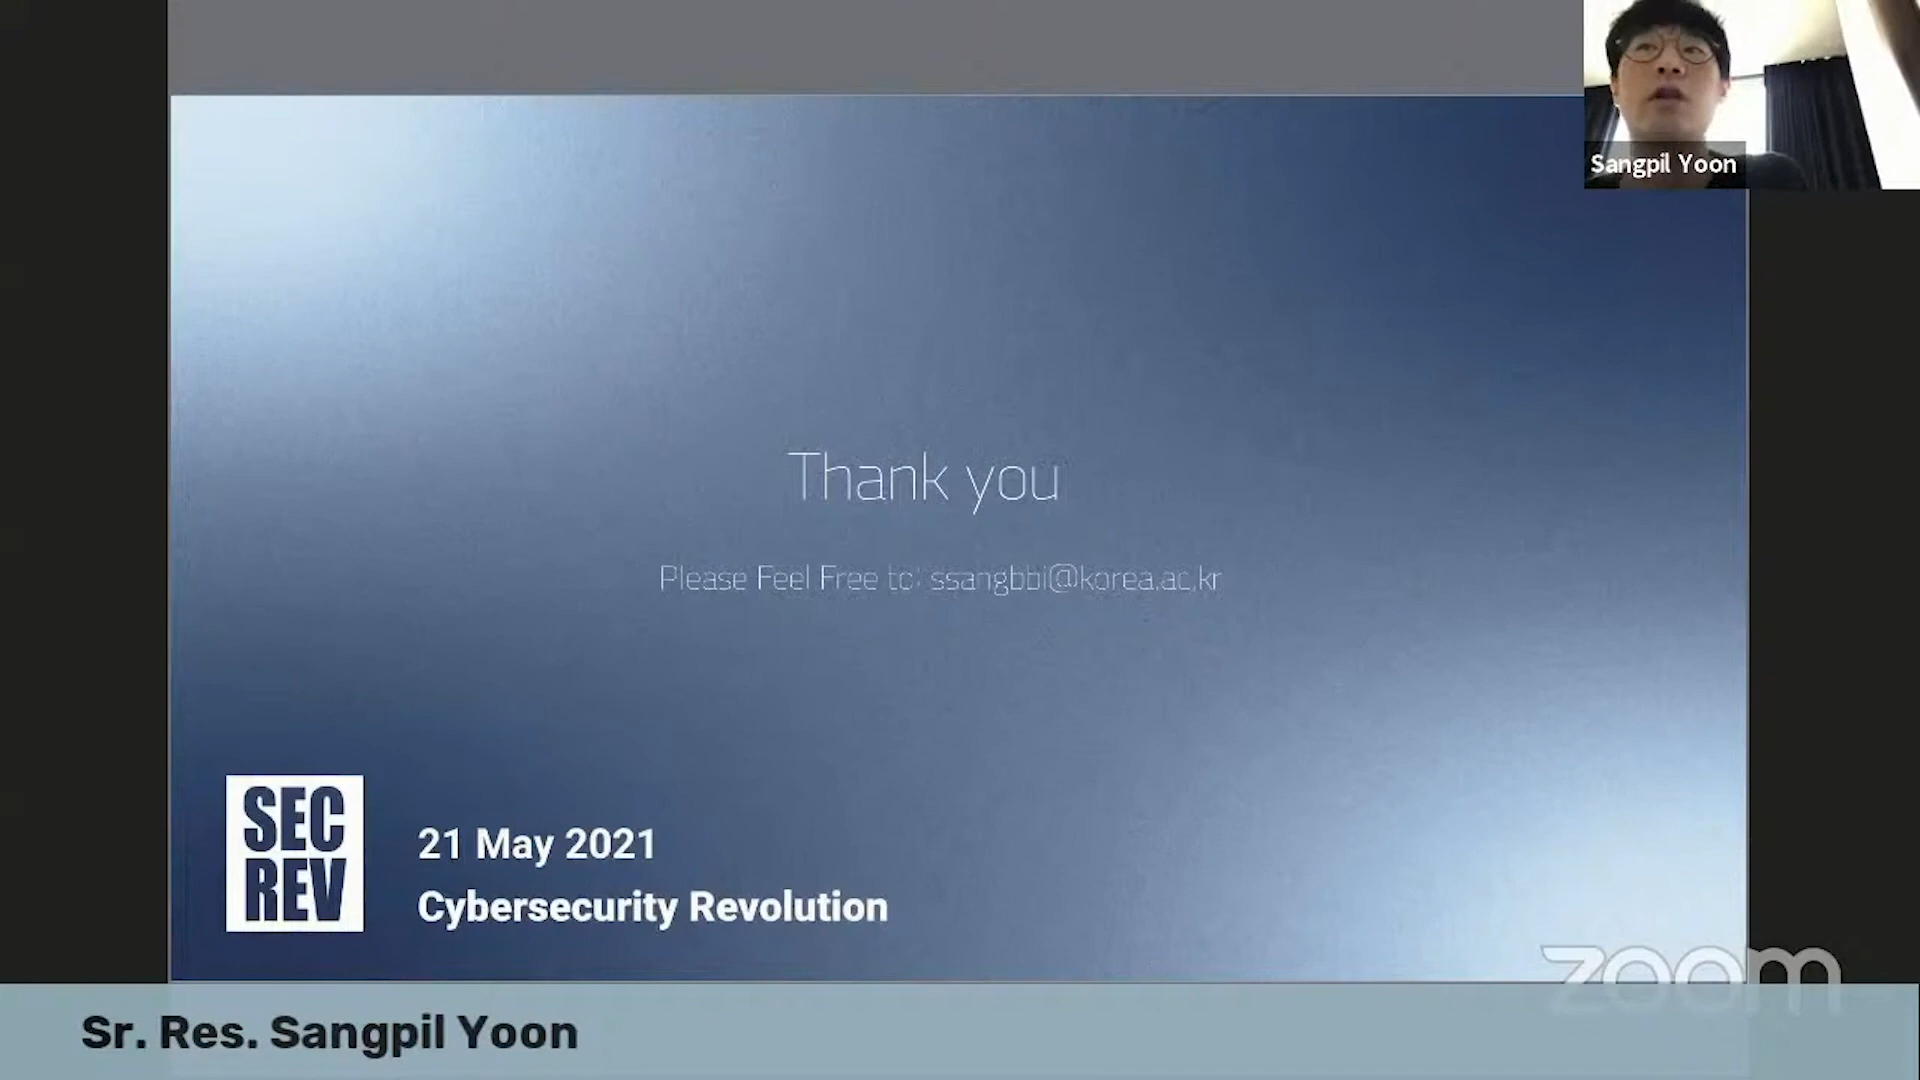 Sangpil Yoon
Thank you
Please Feel Free to: ssangbbi@korea.ac.kr
SEC
REV
21 May 2021
Cybersecurity Revolution
zoom
Sr. Res. Sangpil Yoon